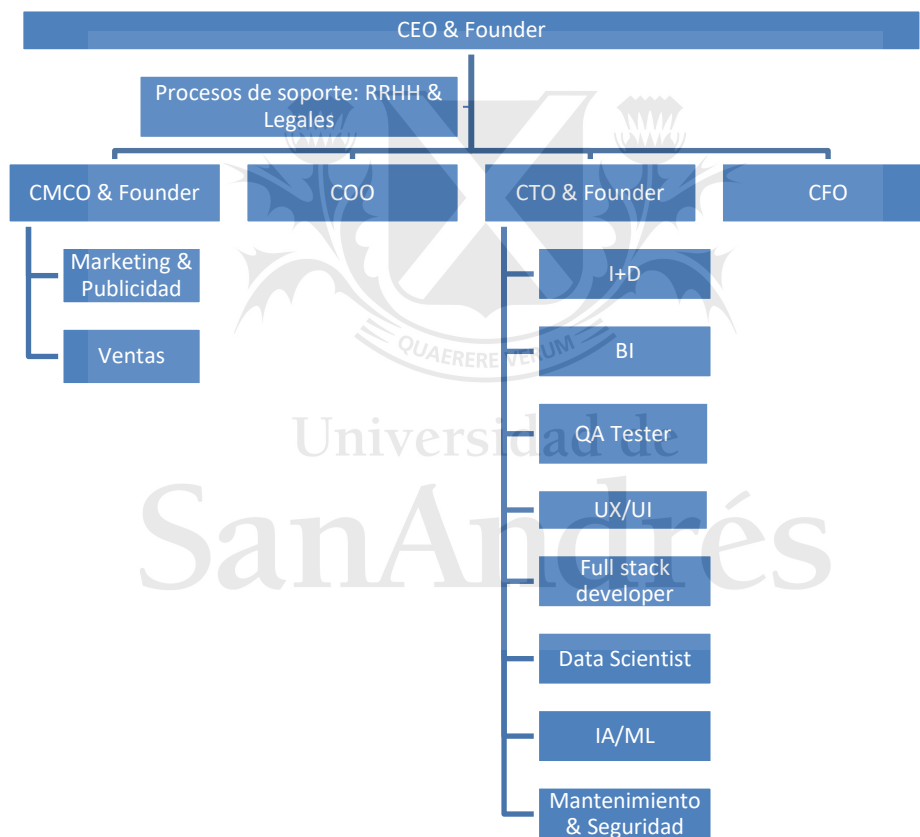 CEO & Founder
Procesos de soporte: RRHH &
Legales
CMCO & Founder
COO
CTO & Founder
CFO
Marketing &
Publicidad
Ventas
I+D
BI
QA Tester
UX/UI
Full stack
developer
Data Scientist
IA/ML
Mantenimiento
& Seguridad
QUAERERE VERUM
Universidad de
SanAndrés